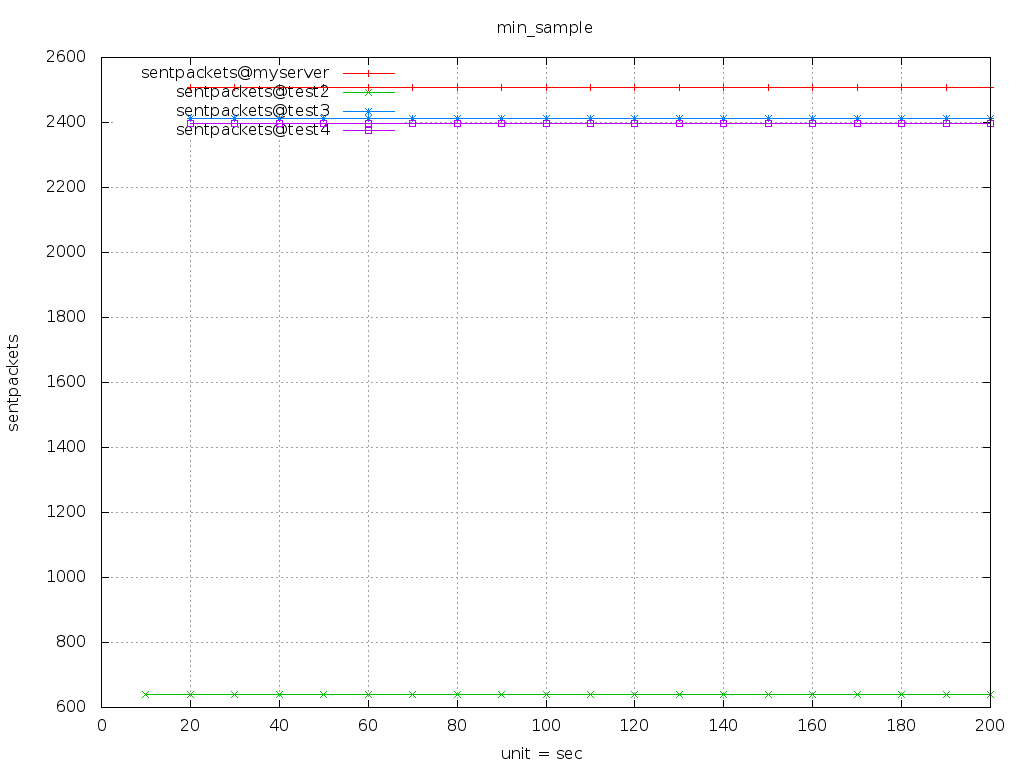 min_sample
2600
2400
2200
2000
1800
1600
1400
1200
1000
800
600
sentpackets
sentpackets@myserver
sentpackets@test2
sentpackets@test3
sentpackets@test4
0 20 40 60 80 100 120 140 160 180 200
unit = sec